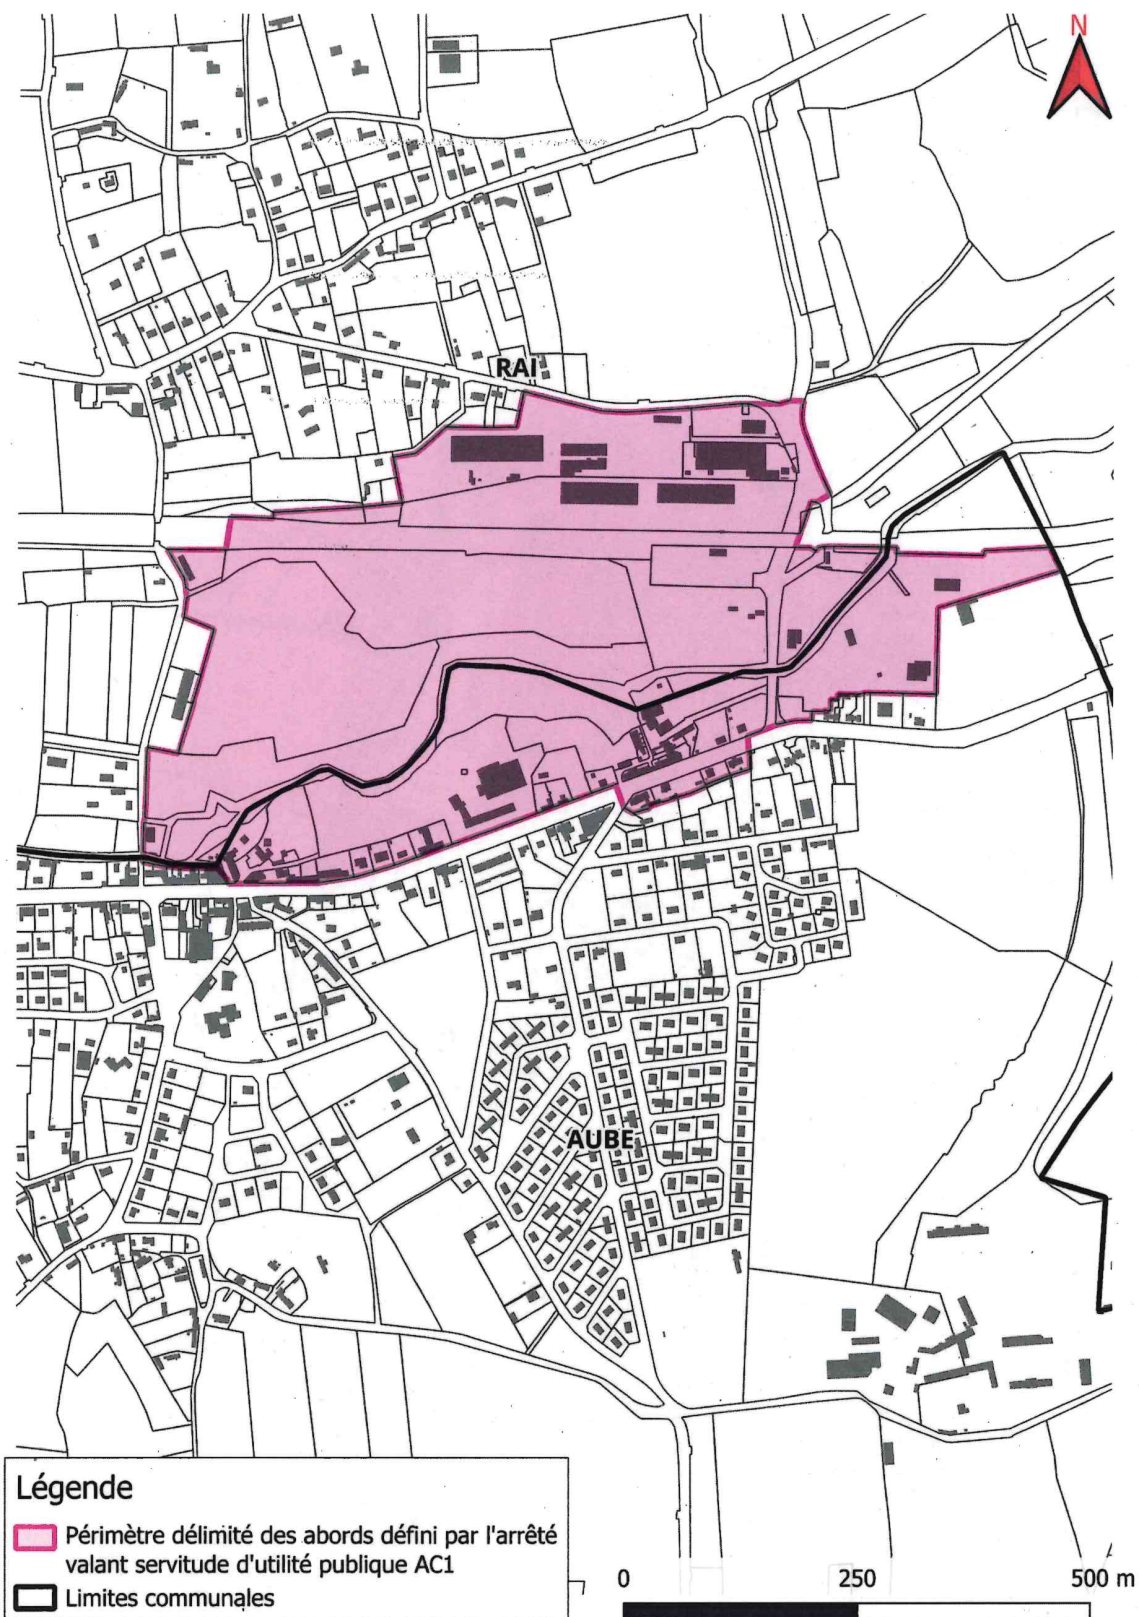 N
RAI
AUBE
Légende
Périmètre délimité des abords défini par l'arrêté
valant servitude d'utilité publique AC1
Limites communales
0 250 500 m